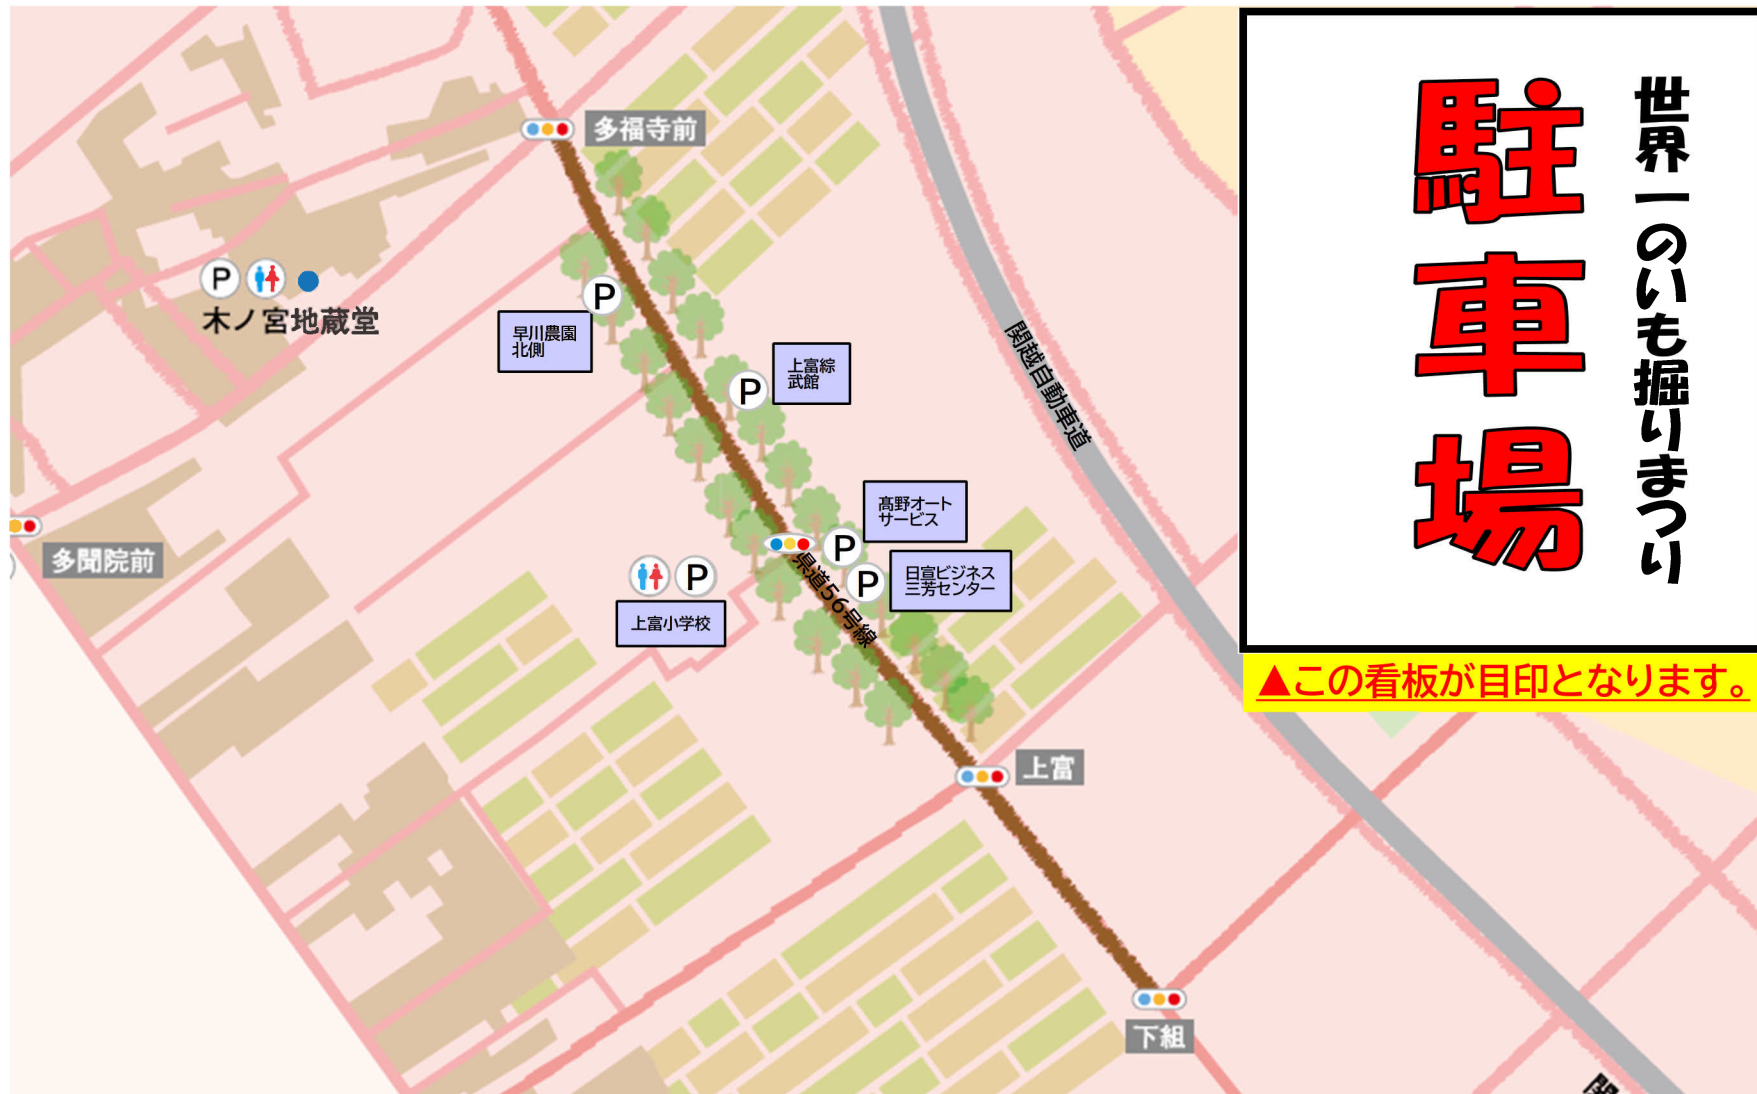 世界一のいも掘りまつり
駐車場
▲この看板が目印となります。
多福寺前
P
木ノ宮地蔵堂
P
早川農園
北側
P
上富綜
武館
関越自動車道
P
髙野オート
サービス
P
日宣ビジネス
三芳センター
県道56号線
P
上富小学校
多聞院前
上富
下組
関